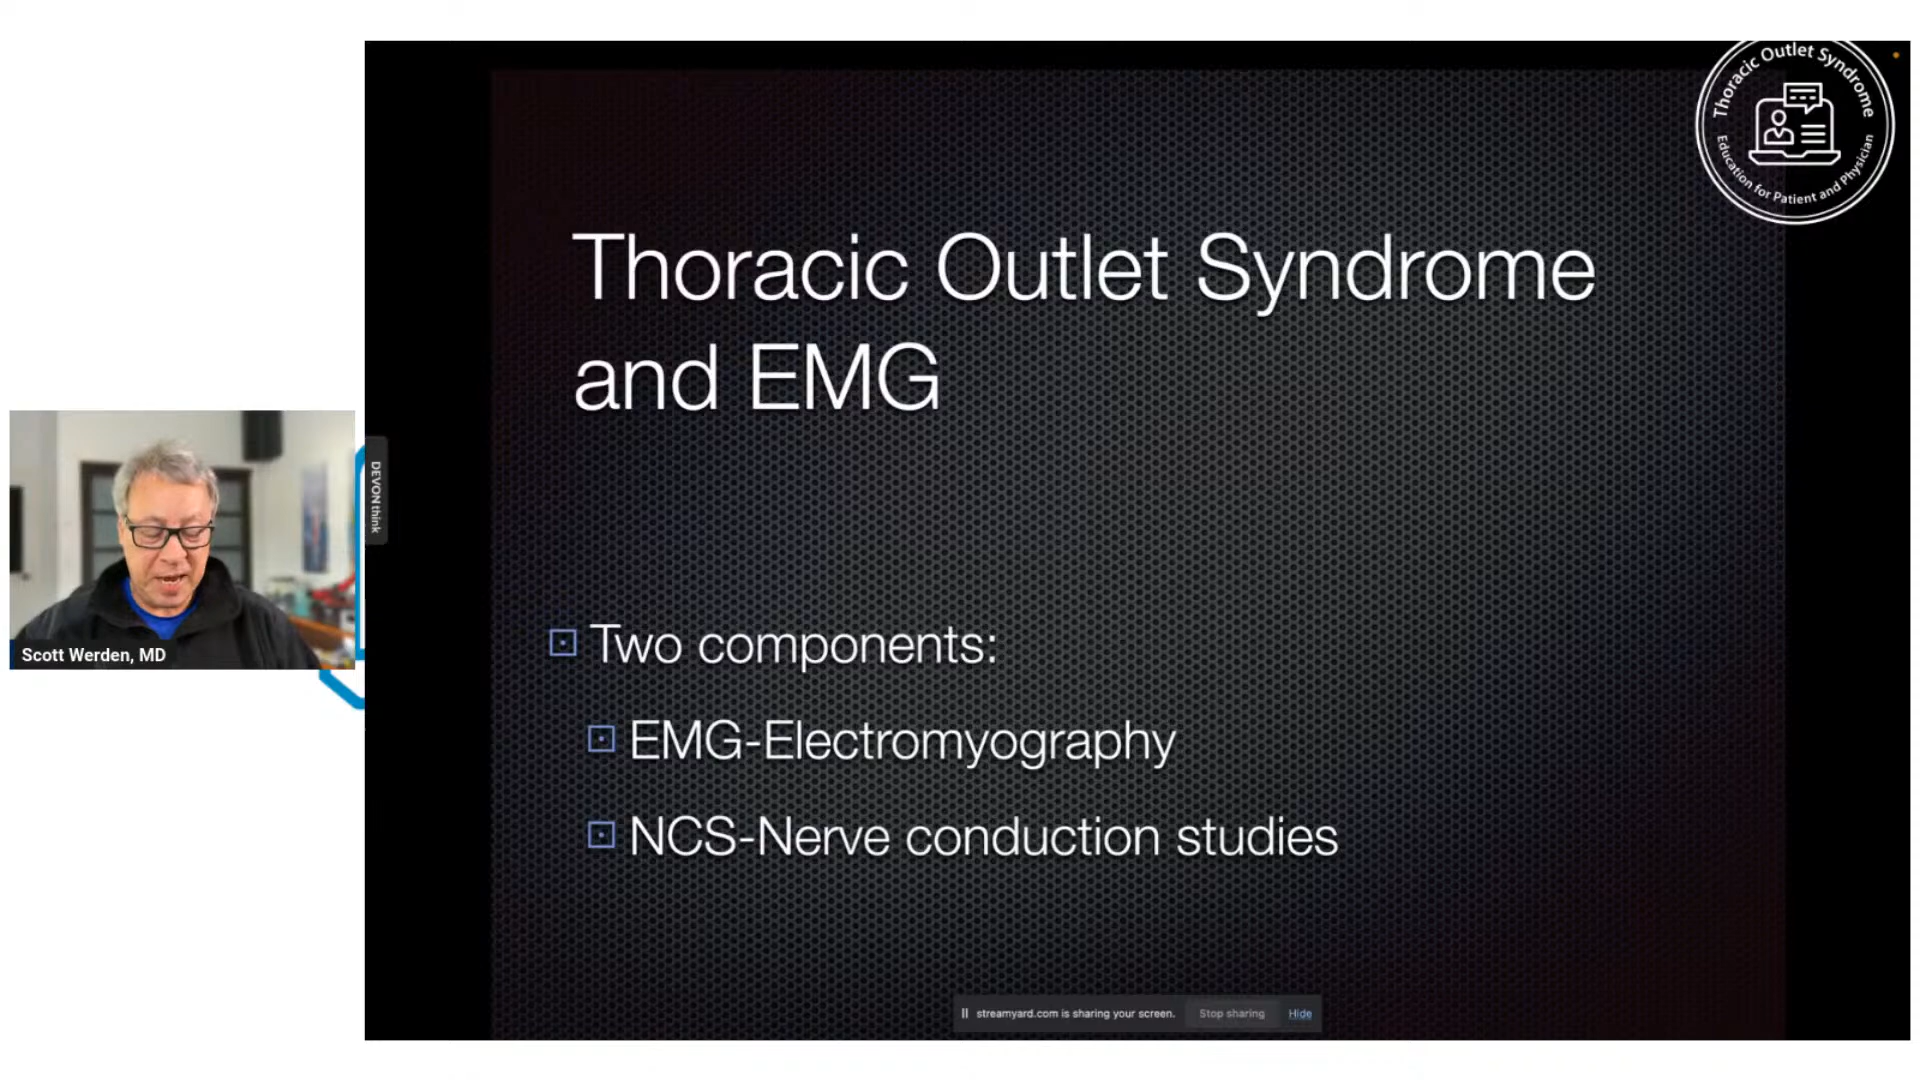 Thoracic Outlet Syndrome
Education for Patient and Physician
Thoracic Outlet Syndrome
and EMG
DEVONthink
Scott Werden, MD
Two components:
EMG-Electromyography
NCS-Nerve conduction studies
streamyard.com is sharing your screen. Stop sharing Hide